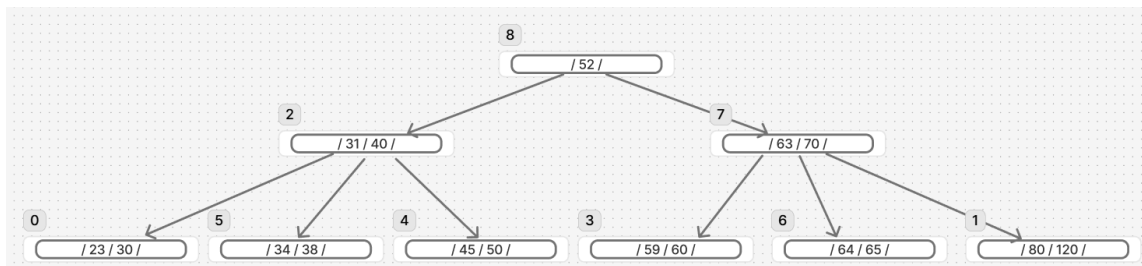 8
/ 52 /
2
7
/ 31 / 40 /
/ 63 / 70 /
0
5
4
3
6
1
/ 23 / 30 /
/ 34 / 38 /
/ 45 / 50 /
/ 59 / 60 /
/ 64 / 65 /
/ 80 / 120 /